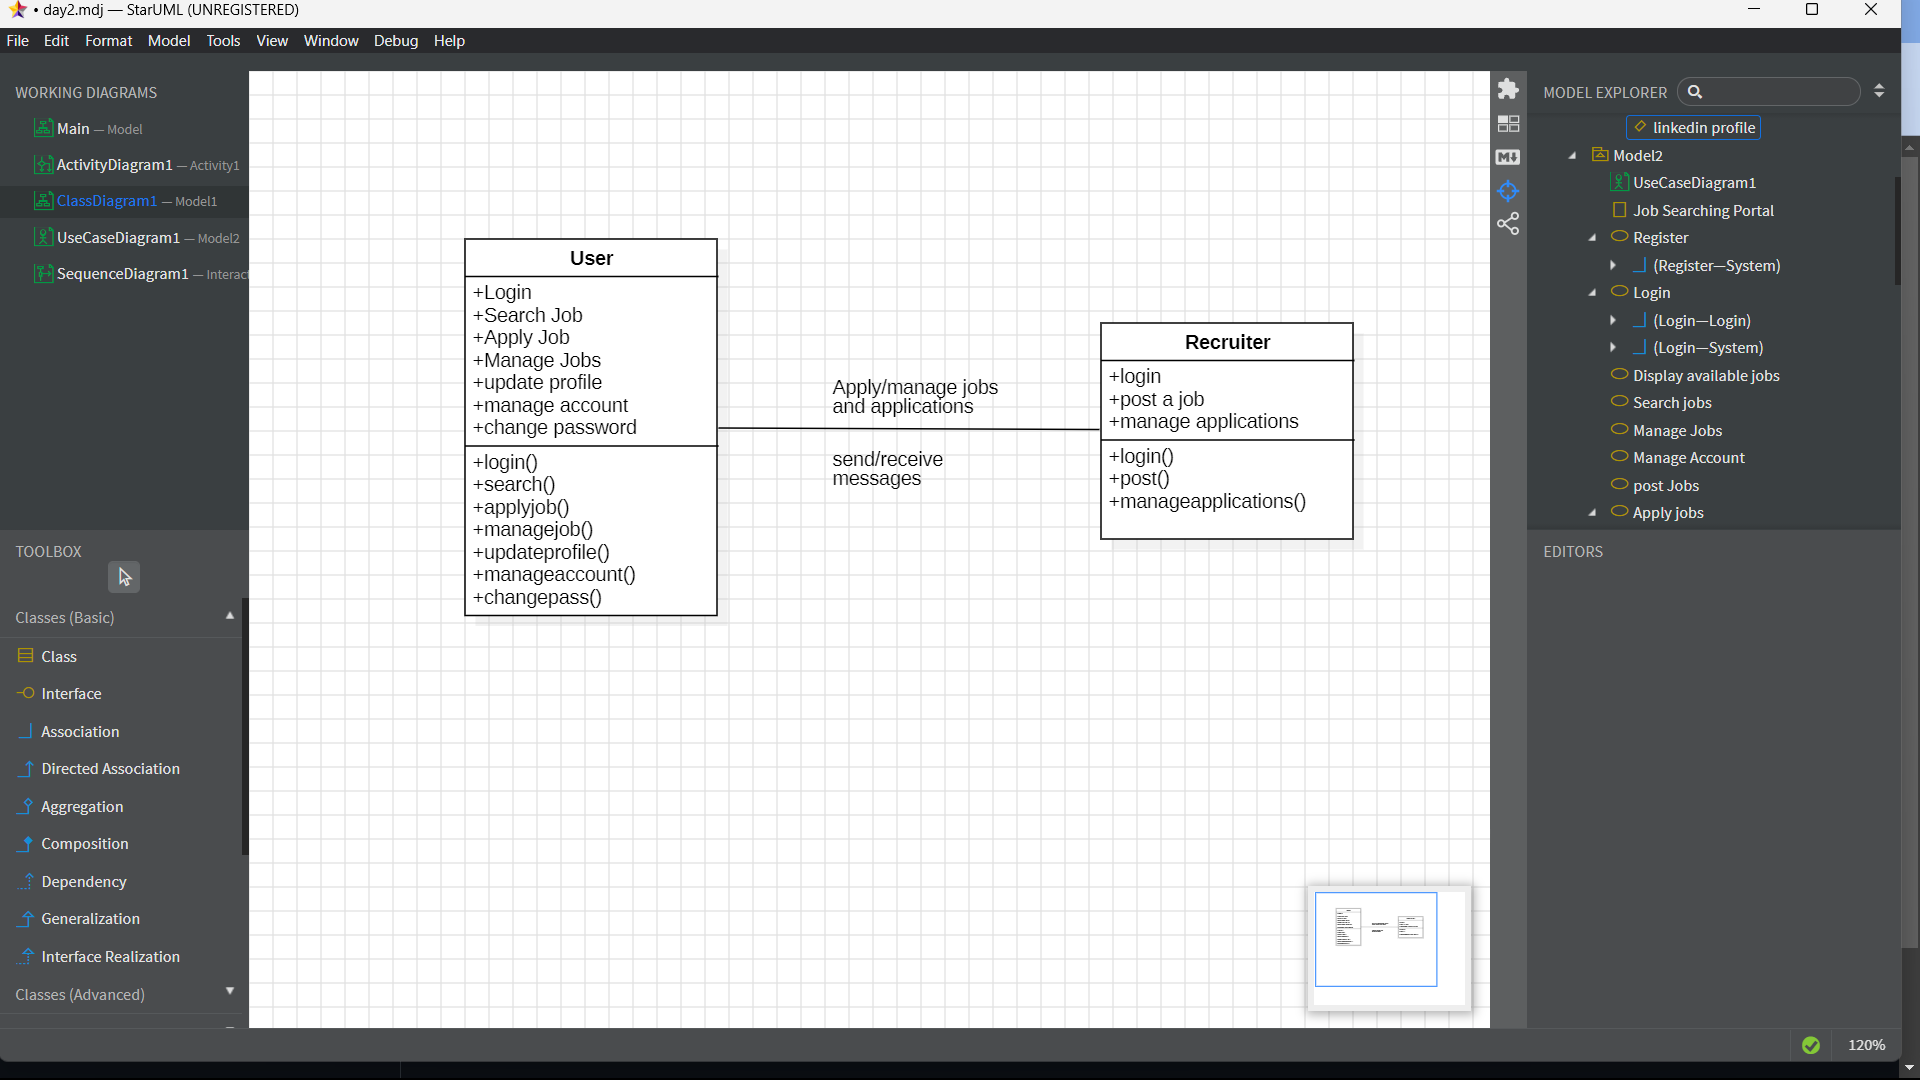 • day2.mdj — StarUML (UNREGISTERED)
File Edit Format Model Tools View Window Debug Help
WORKING DIAGRAMS
Main — Model
ActivityDiagram1 — Activity1
ClassDiagram1 — Model1
UseCaseDiagram1 — Model2
SequenceDiagram1 — Interac
TOOLBOX
Classes (Basic)
Class
Interface
Association
Directed Association
Aggregation
Composition
Dependency
Generalization
Interface Realization
Classes (Advanced)
User
+Login
+Search Job
+Apply Job
+Manage Jobs
+update profile
+manage account
+change password
+login()
+search()
+applyjob()
+managejob()
+updateprofile()
+manageaccount()
+changepass()
Apply/manage jobs
and applications
send/receive
messages
Recruiter
+login
+post a job
+manage applications
+login()
+post()
+manageapplications()
MODEL EXPLORER
linkedin profile
Model2
UseCaseDiagram1
Job Searching Portal
Register
(Register—System)
Login
(Login—Login)
(Login—System)
Display available jobs
Search jobs
Manage Jobs
Manage Account
post Jobs
Apply jobs
EDITORS
120%